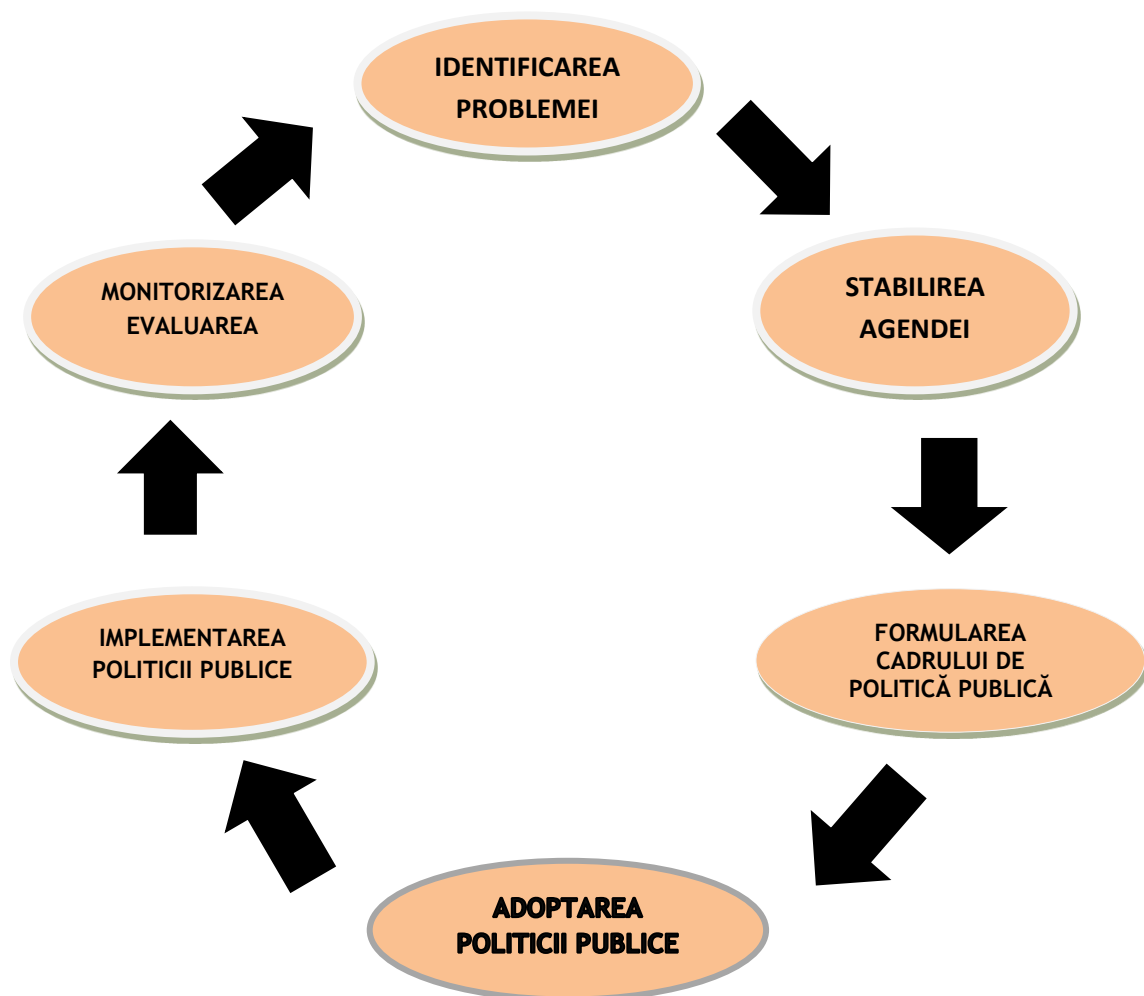 IDENTIFICAREA
PROBLEMEI
STABILIREA
AGENDEI
FORMULAREA
CADRULUI DE
POLITICĂ PUBLICĂ
ADOPTAREA
POLITICII PUBLICE
IMPLEMENTAREA
POLITICII PUBLICE
MONITORIZAREA
EVALUAREA